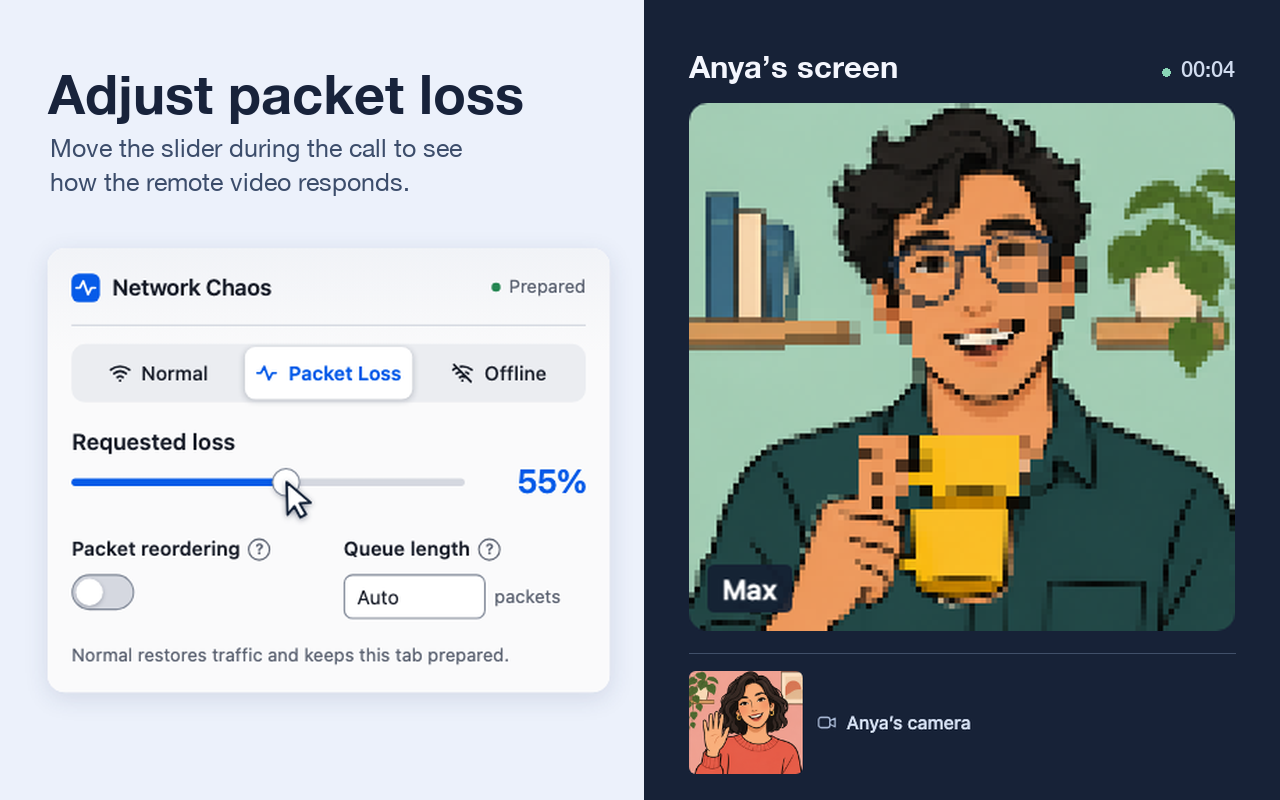 Adjust packet loss
Move the slider during the call to see
how the remote video responds.
Network Chaos
Prepared
Normal
Packet Loss
Offline
Requested loss
55%
Packet reordering ?
Queue length ?
Auto
packets
Normal restores traffic and keeps this tab prepared.
Anya’s screen
00:04
Max
Anya’s camera